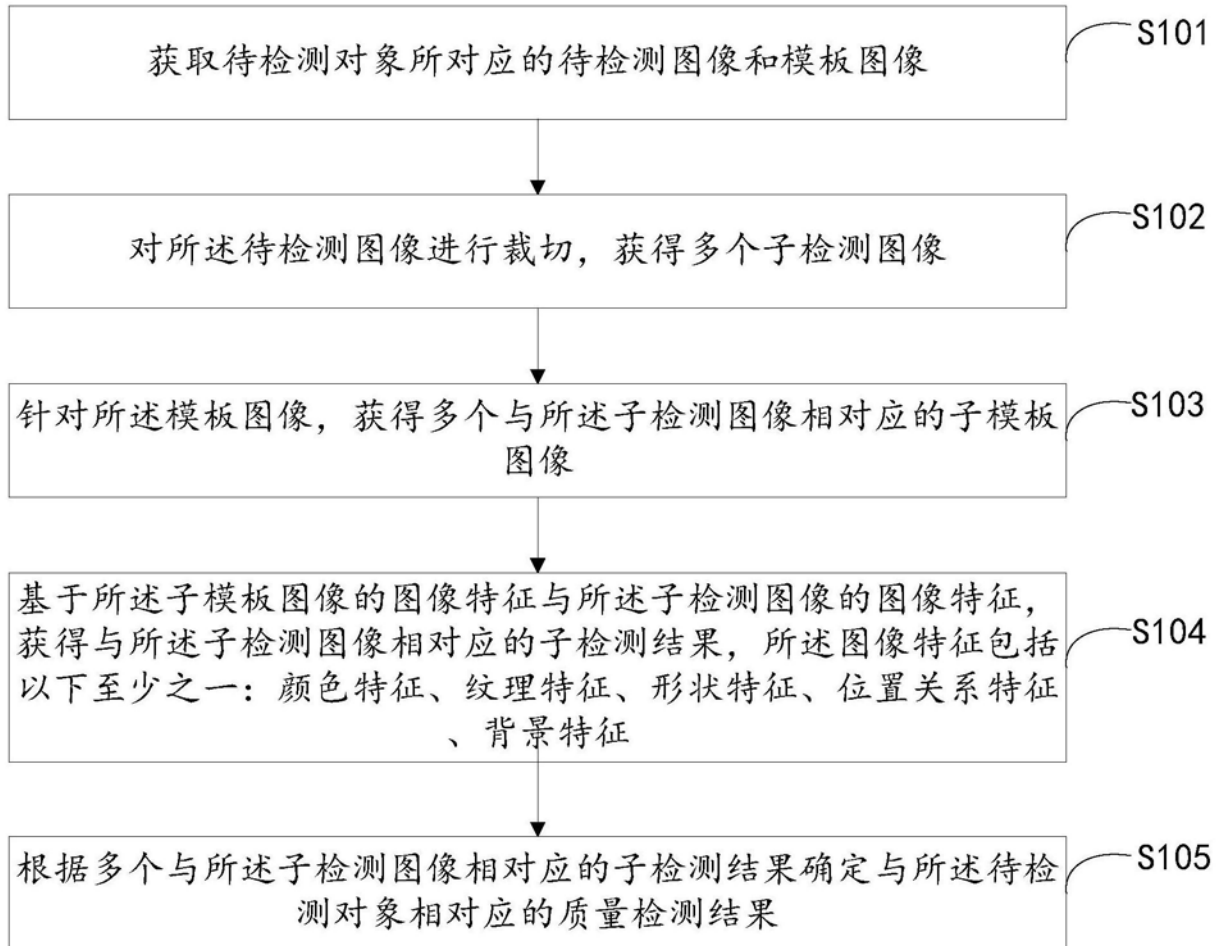 获取待检测对象所对应的待检测图像和模板图像
S101
对所述待检测图像进行裁切，获得多个子检测图像
S102
针对所述模板图像，获得多个与所述子检测图像相对应的子模板
图像
S103
基于所述子模板图像的图像特征与所述子检测图像的图像特征，
获得与所述子检测图像相对应的子检测结果，所述图像特征包括
以下至少之一：颜色特征、纹理特征、形状特征、位置关系特征
、背景特征
S104
根据多个与所述子检测图像相对应的子检测结果确定与所述待检
测对象相对应的质量检测结果
S105